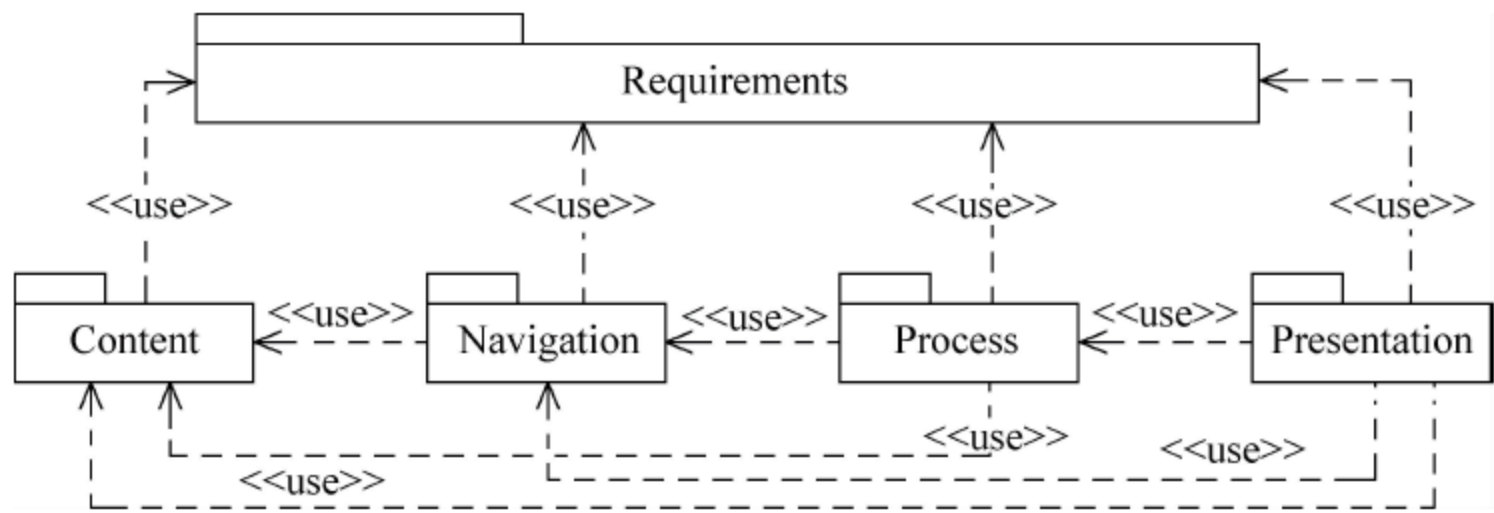 Requirements
<<use>>
<<use>>
<<use>>
<<use>>
<<use>>
<<use>>
<<use>>
Content
Navigation
Process
Presentation
<<use>>
<<use>>
<<use>>